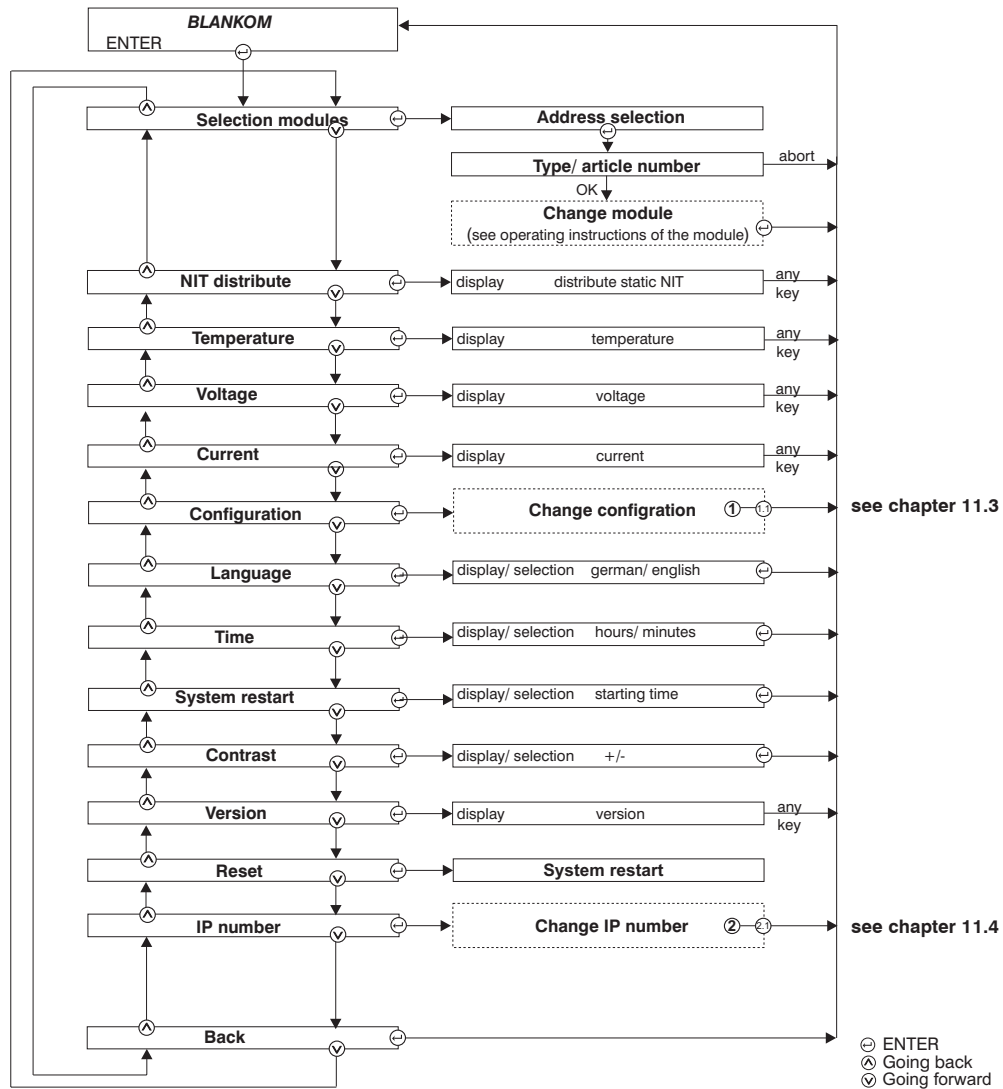 BLANKOM
ENTER
Selection modules
Address selection
Type/ article number
abort
OK
Change module
(see operating instructions of the module)
NIT distribute
display distribute static NIT
any
key
Temperature
display temperature
any
key
Voltage
display voltage
any
key
Current
display current
any
key
Configuration
Change configration 1 1.1
see chapter 11.3
Language
display/ selection german/ english
Time
display/ selection hours/ minutes
System restart
display/ selection starting time
Contrast
display/ selection +/-
Version
display version
any
key
Reset
System restart
IP number
Change IP number 2 2.1
see chapter 11.4
Back
ENTER
Going back
Going forward